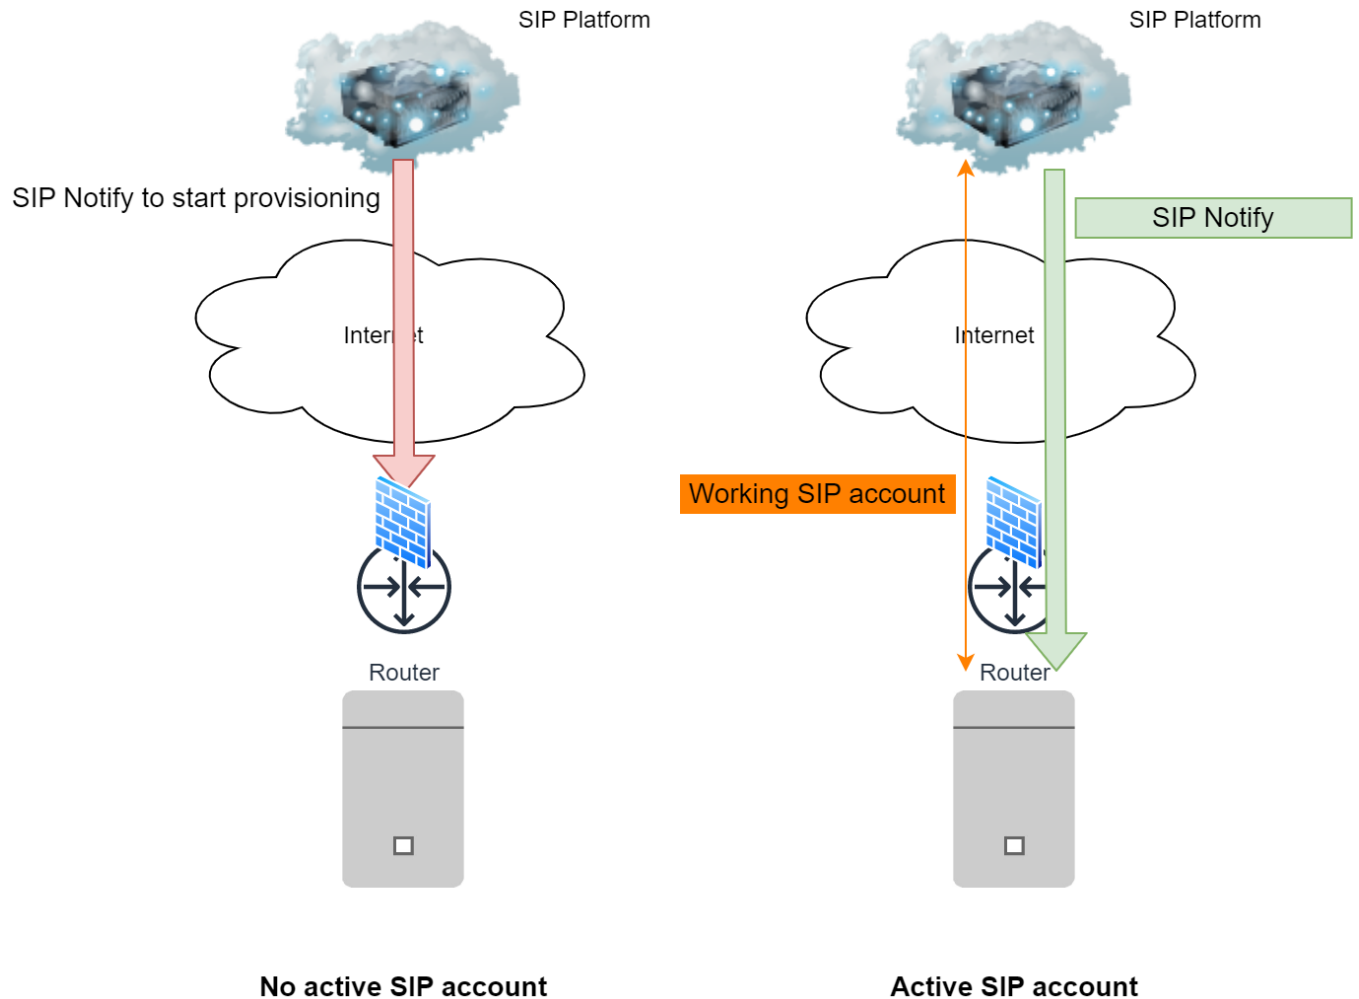 SIP Platform
SIP Notify to start provisioning
Internet
Router
No active SIP account
SIP Platform
SIP Notify
Internet
Working SIP account
Router
Active SIP account